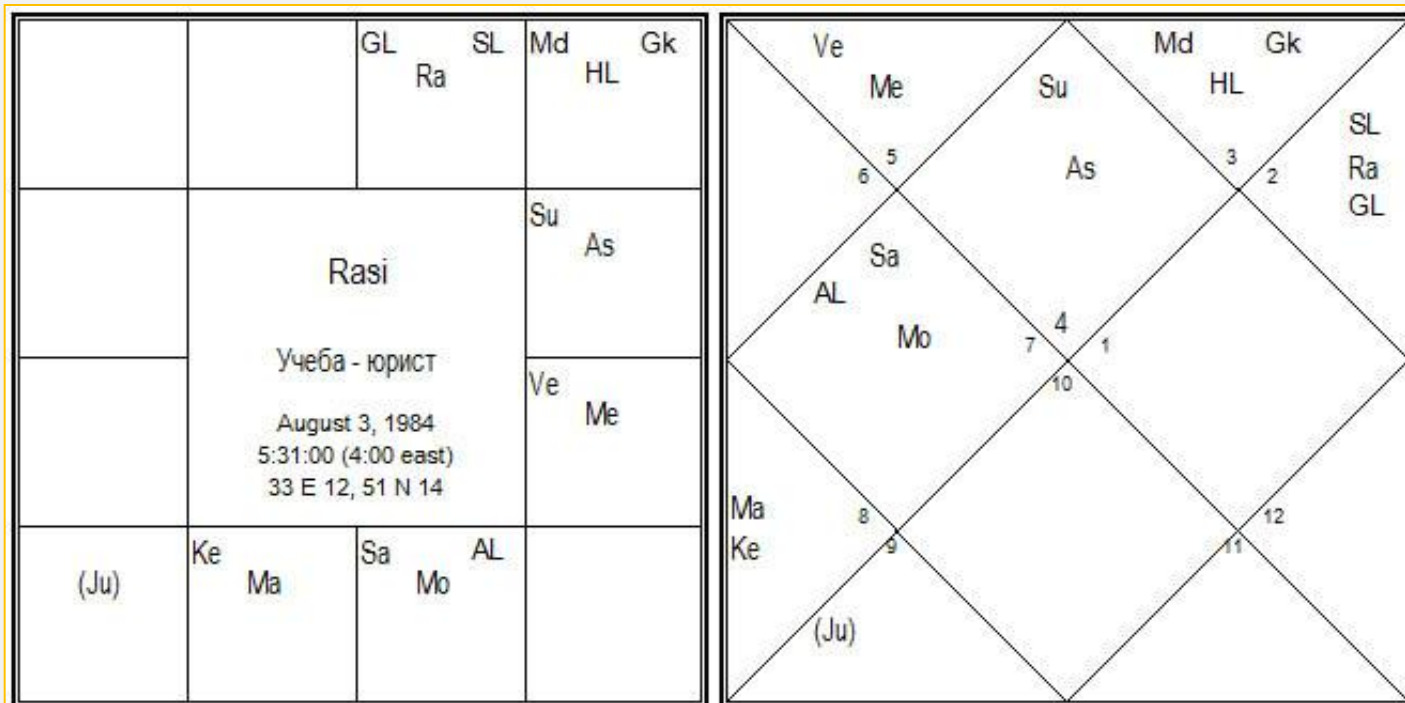 GL SL
Ra
Md Gk
HL
Su
As
Rasi
Учеба - юрист
August 3, 1984
5:31:00 (4:00 east)
33 E 12, 51 N 14
Ve
Me
(Ju)
Ke
Ma
Sa AL
Mo
Ve
Me
Su
As
Md Gk
HL
SL
Ra
GL
5
6
3
2
Sa
AL
Mo
4
7
1
10
Ma
Ke
8
9
12
11
(Ju)